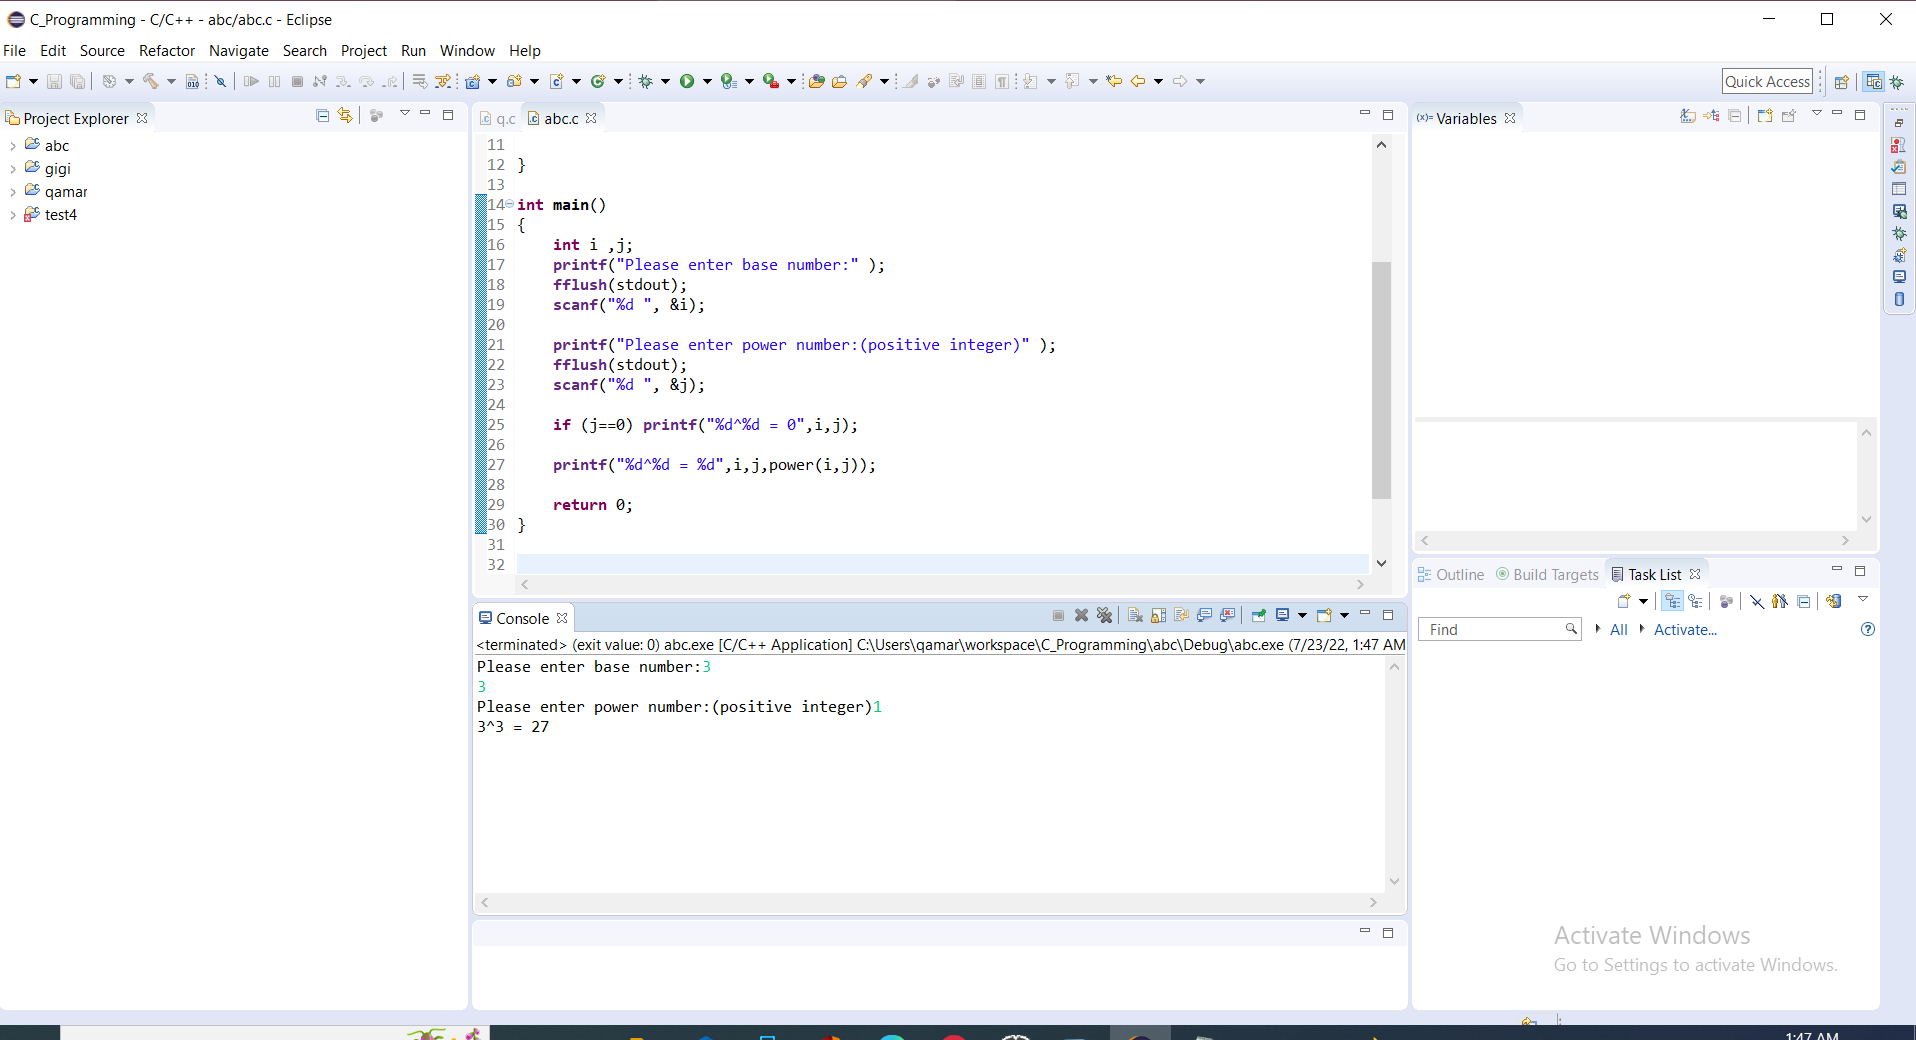 C_Programming - C/C++ - abc/abc.c - Eclipse
File Edit Source Refactor Navigate Search Project Run Window Help
Quick Access
Project Explorer
abc
gigi
qamar
test4
q.c abc.c
11
12 }
13
14 int main()
15 {
16 int i ,j;
17 printf("Please enter base number:" );
18 fflush(stdout);
19 scanf("%d ", &i);
20
21 printf("Please enter power number:(positive integer)" );
22 fflush(stdout);
23 scanf("%d ", &j);
24
25 if (j==0) printf("%d^%d = 0",i,j);
26
27 printf("%d^%d = %d",i,j,power(i,j));
28
29 return 0;
30 }
31
32
Console
<terminated> (exit value: 0) abc.exe [C/C++ Application] C:\Users\qamar\workspace\C_Programming\abc\Debug\abc.exe (7/23/22, 1:47 AM
Please enter base number:3
3
Please enter power number:(positive integer)1
3^3 = 27
(x)= Variables
Outline Build Targets Task List
Find All Activate...
Activate Windows
Go to Settings to activate Windows.
1:47 AM